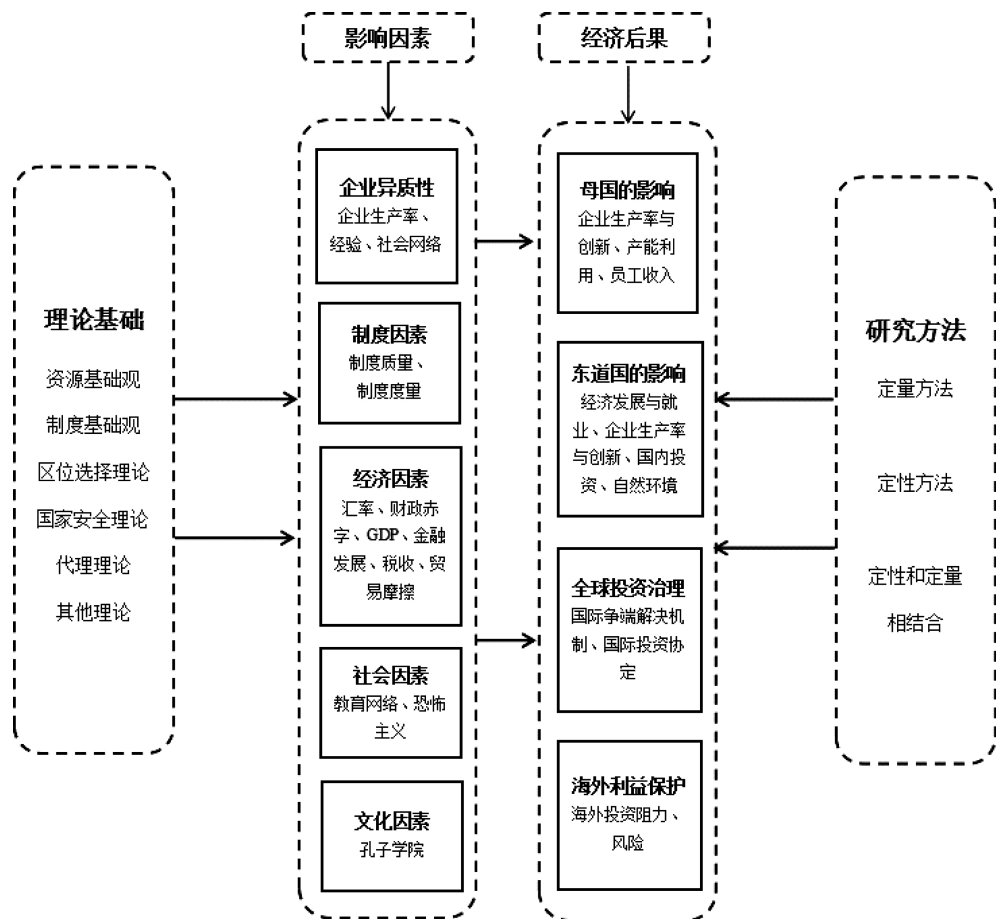 影响因素
经济后果
理论基础
资源基础观
制度基础观
区位选择理论
国家安全理论
代理理论
其他理论
企业异质性
企业生产率、
经验、社会网络
制度因素
制度质量、
制度度量
经济因素
汇率、财政赤
字、GDP、金融
发展、税收、贸
易摩擦
社会因素
教育网络、恐怖
主义
文化因素
孔子学院
母国的影响
企业生产率与
创新、产能利
用、员工收入
东道国的影响
经济发展与就
业、企业生产率
与创新、国内投
资、自然环境
全球投资治理
国际争端解决机
制、国际投资协
定
海外利益保护
海外投资阻力、
风险
研究方法
定量方法
定性方法
定性和定量
相结合